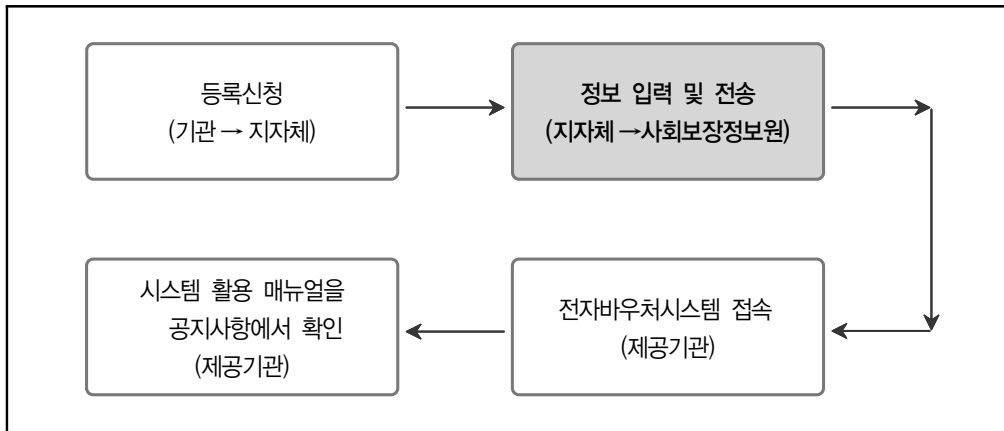 등록신청
(기관 → 지자체)
정보 입력 및 전송
(지자체 →사회보장정보원)
시스템 활용 매뉴얼을
공지사항에서 확인
(제공기관)
전자바우처시스템 접속
(제공기관)